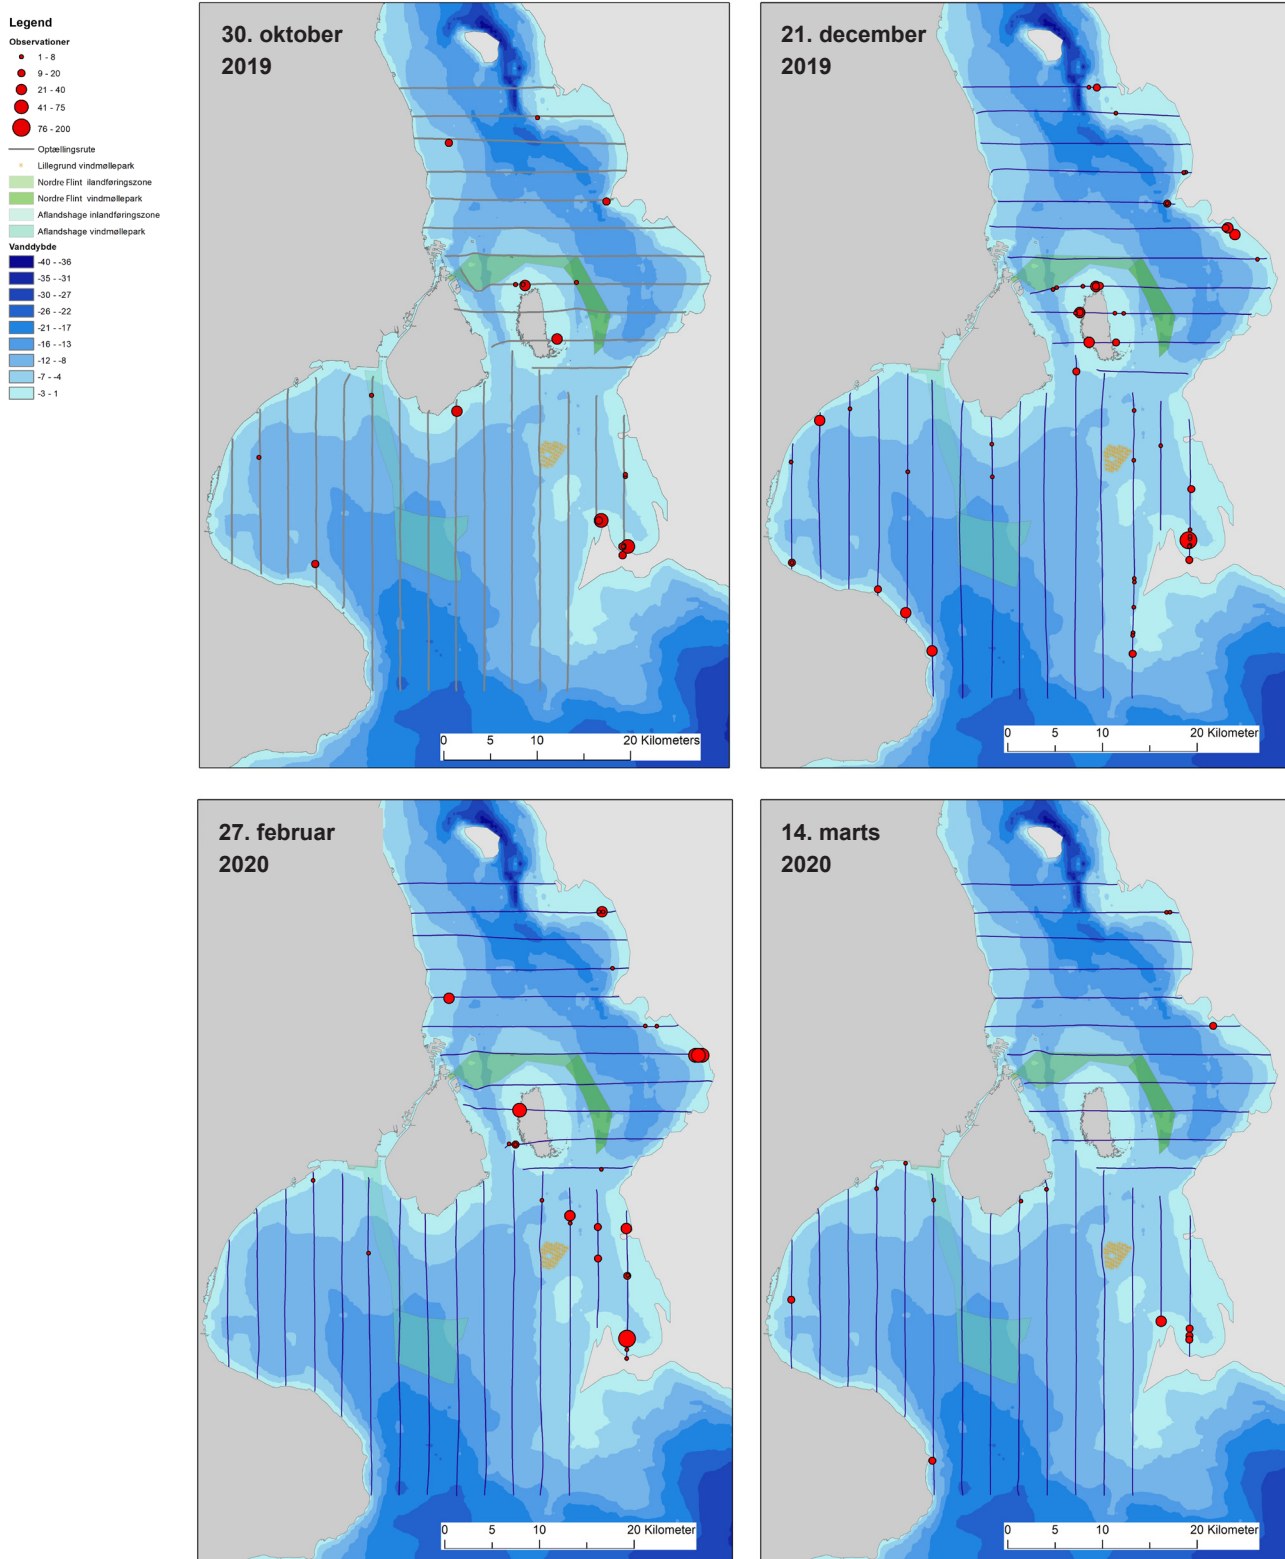 Legend
Observationer
1 - 8
9 - 20
21 - 40
41 - 75
76 - 200
Optællingsrute
Lillegrund vindmøllepark
Nordre Flint ilandføringszone
Nordre Flint vindmøllepark
Aflandshage inlandføringszone
Aflandshage vindmøllepark
Vanddybde
-40 - -36
-35 - -31
-30 - -27
-26 - -22
-21 - -17
-16 - -13
-12 - -8
-7 - -4
-3 - 1
30. oktober
2019
0 5 10 20 Kilometers
21. december
2019
0 5 10 20 Kilometer
27. februar
2020
0 5 10 20 Kilometer
14. marts
2020
0 5 10 20 Kilometer